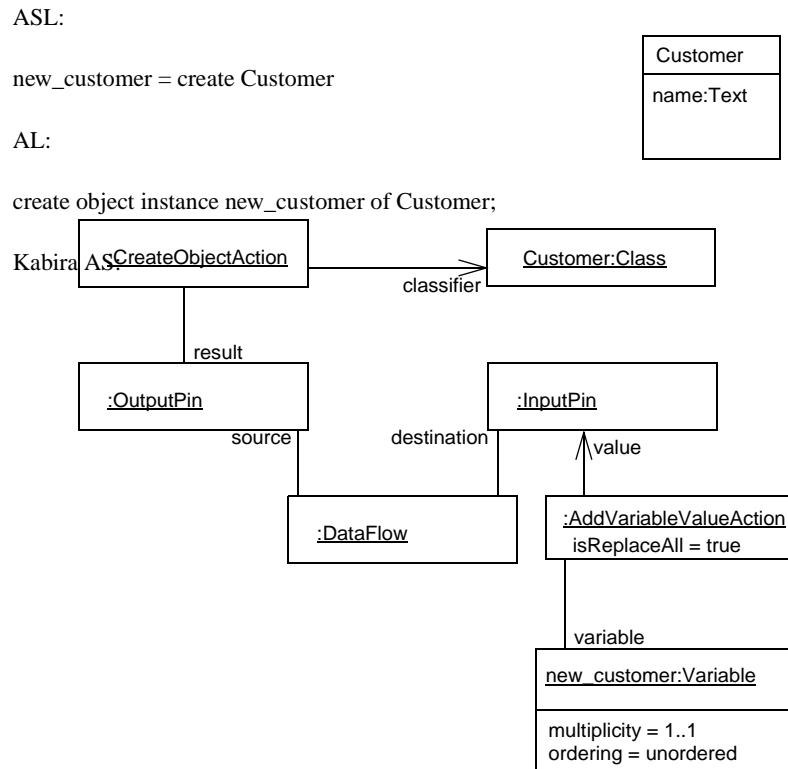 ASL:
Customer
name:Text
new_customer = create Customer
AL:
create object instance new_customer of Customer;
Kabira AS:
:CreateObjectAction
Customer:Class
classifier
result
:OutputPin
:InputPin
source
destination
value
:DataFlow
:AddVariableValueAction
isReplaceAll = true
variable
new_customer:Variable
multiplicity = 1..1
ordering = unordered